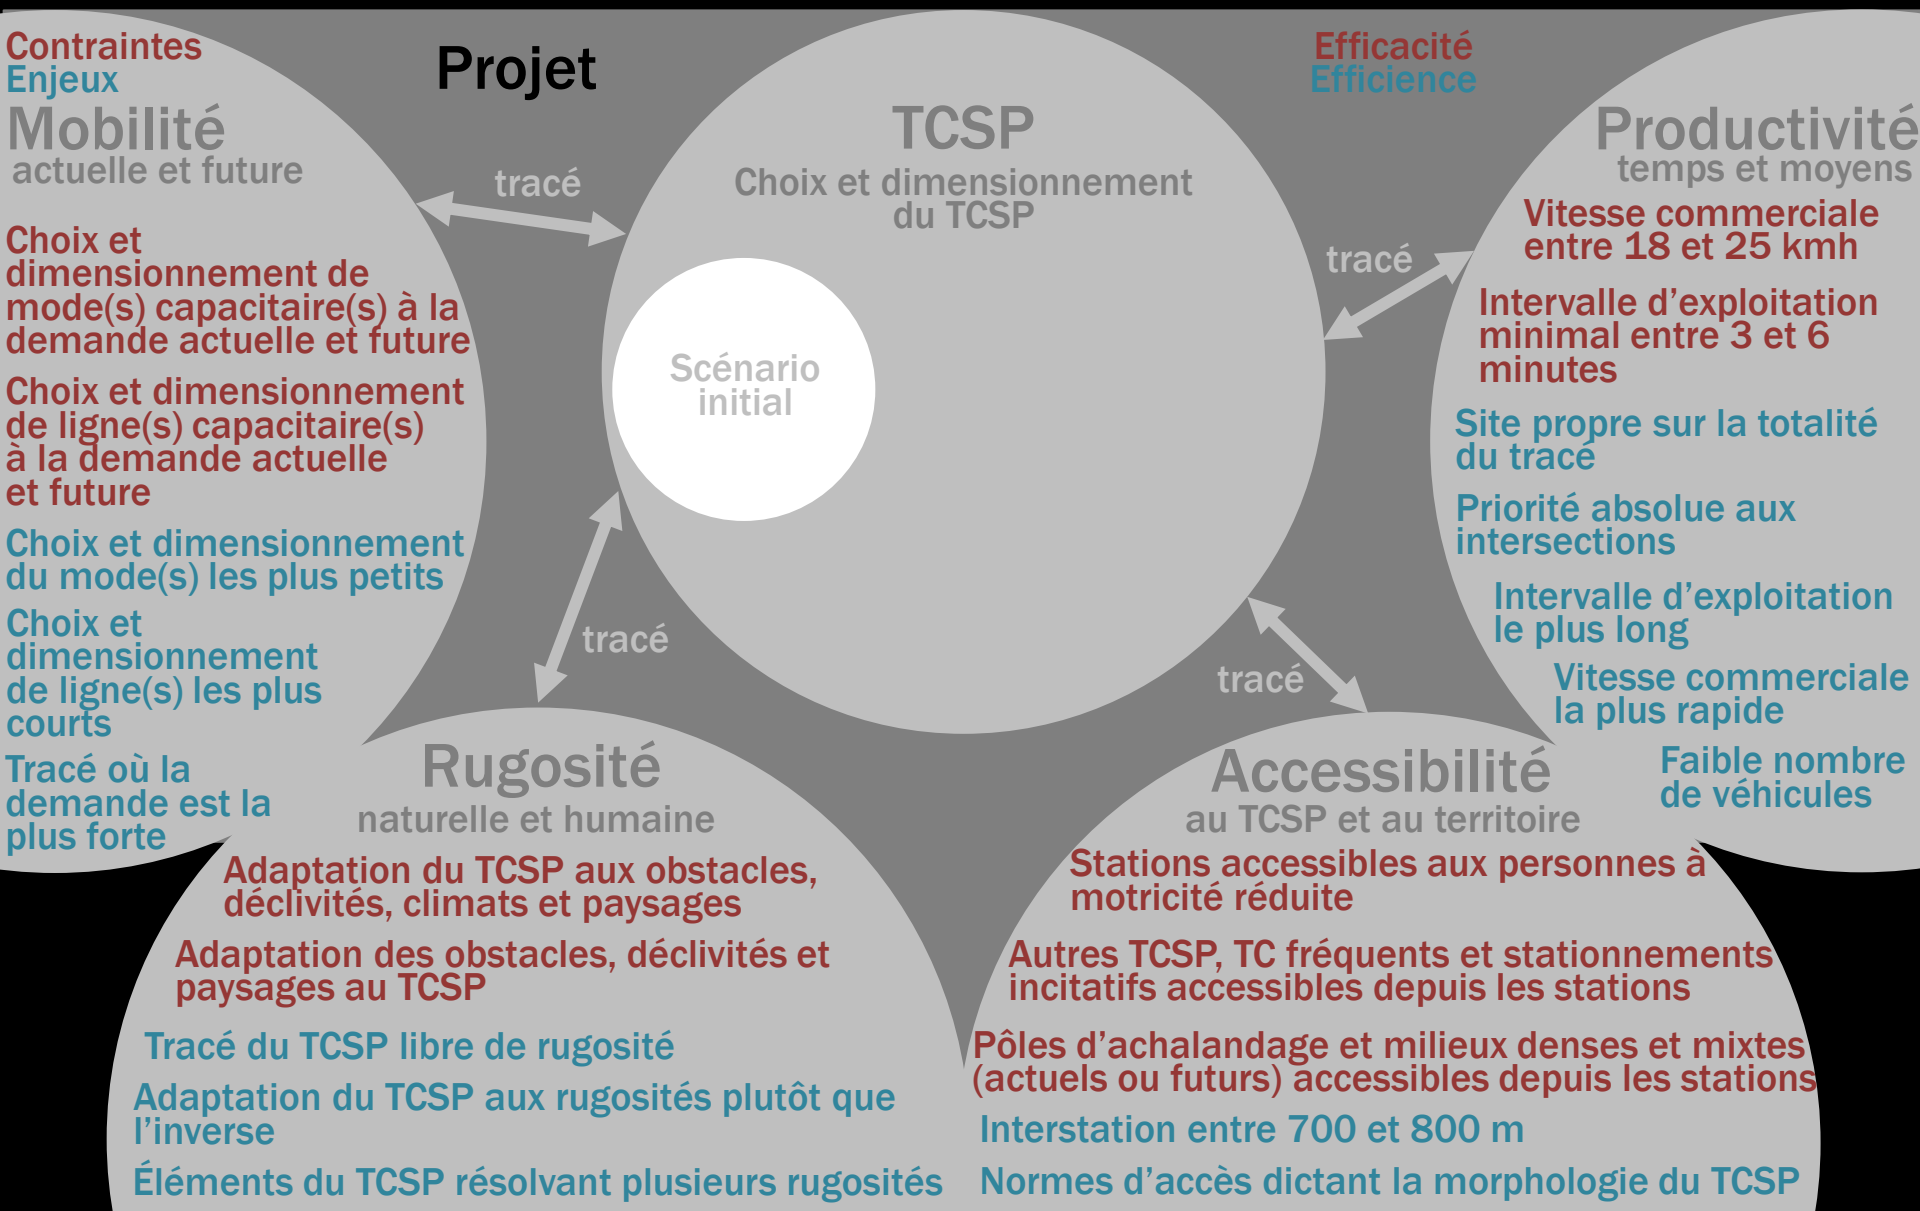 Contraintes
Enjeux
Mobilité
actuelle et future
Choix et
dimensionnement de
mode(s) capacitaire(s) à la
demande actuelle et future
Choix et dimensionnement
de ligne(s) capacitaire(s)
à la demande actuelle
et future
Choix et dimensionnement
du mode(s) les plus petits
Choix et
dimensionnement
de ligne(s) les plus
courts
Tracé où la
demande est la
plus forte
Projet
tracé
TCSP
Choix et dimensionnement
du TCSP
Scénario
initial
tracé
Efficacité
Efficience
tracé
tracé
Productivité
temps et moyens
Vitesse commerciale
entre 18 et 25 kmh
Intervalle d’exploitation
minimal entre 3 et 6
minutes
Site propre sur la totalité
du tracé
Priorité absolue aux
intersections
Intervalle d’exploitation
le plus long
Vitesse commerciale
la plus rapide
Faible nombre
de véhicules
Rugosité
naturelle et humaine
Adaptation du TCSP aux obstacles,
déclivités, climats et paysages
Adaptation des obstacles, déclivités et
paysages au TCSP
Tracé du TCSP libre de rugosité
Adaptation du TCSP aux rugosités plutôt que
l’inverse
Éléments du TCSP résolvant plusieurs rugosités
Accessibilité
au TCSP et au territoire
Stations accessibles aux personnes à
motricité réduite
Autres TCSP, TC fréquents et stationnements
incitatifs accessibles depuis les stations
Pôles d’achalandage et milieux denses et mixtes
(actuels ou futurs) accessibles depuis les stations
Interstation entre 700 et 800 m
Normes d’accès dictant la morphologie du TCSP